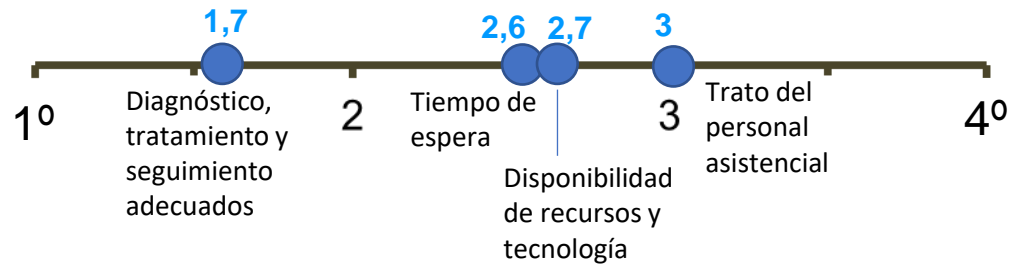 1,7
2,6
2,7
3
1º
2
3
4º
Diagnóstico,
tratamiento y
seguimiento
adecuados
Tiempo de
espera
Disponibilidad
de recursos y
tecnología
Trato del
personal
asistencial